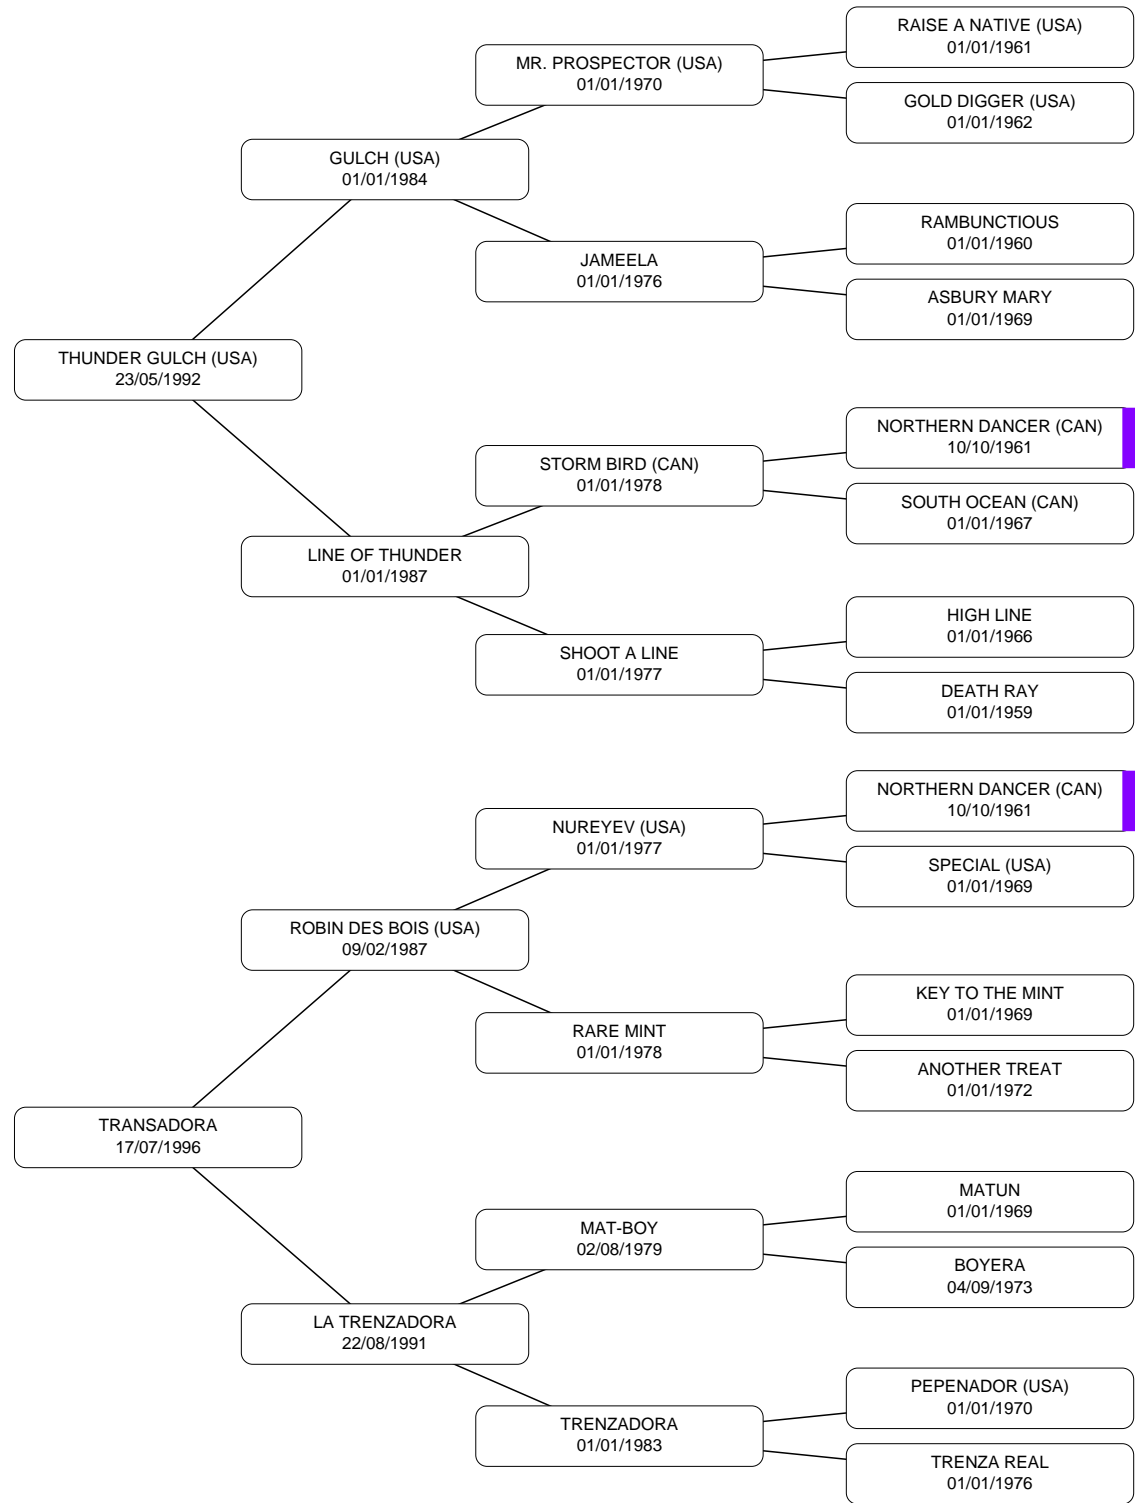 RAISE A NATIVE (USA)
01/01/1961
MR. PROSPECTOR (USA)
01/01/1970
GOLD DIGGER (USA)
01/01/1962
GULCH (USA)
01/01/1984
RAMBUNCTIOUS
01/01/1960
JAMEELA
01/01/1976
ASBURY MARY
01/01/1969
THUNDER GULCH (USA)
23/05/1992
NORTHERN DANCER (CAN)
10/10/1961
STORM BIRD (CAN)
01/01/1978
SOUTH OCEAN (CAN)
01/01/1967
LINE OF THUNDER
01/01/1987
HIGH LINE
01/01/1966
SHOOT A LINE
01/01/1977
DEATH RAY
01/01/1959
NORTHERN DANCER (CAN)
10/10/1961
NUREYEV (USA)
01/01/1977
SPECIAL (USA)
01/01/1969
ROBIN DES BOIS (USA)
09/02/1987
KEY TO THE MINT
01/01/1969
RARE MINT
01/01/1978
ANOTHER TREAT
01/01/1972
TRANSADORA
17/07/1996
MATUN
01/01/1969
MAT-BOY
02/08/1979
BOYERA
04/09/1973
LA TRENZADORA
22/08/1991
PEPENADOR (USA)
01/01/1970
TRENZADORA
01/01/1983
TRENZA REAL
01/01/1976